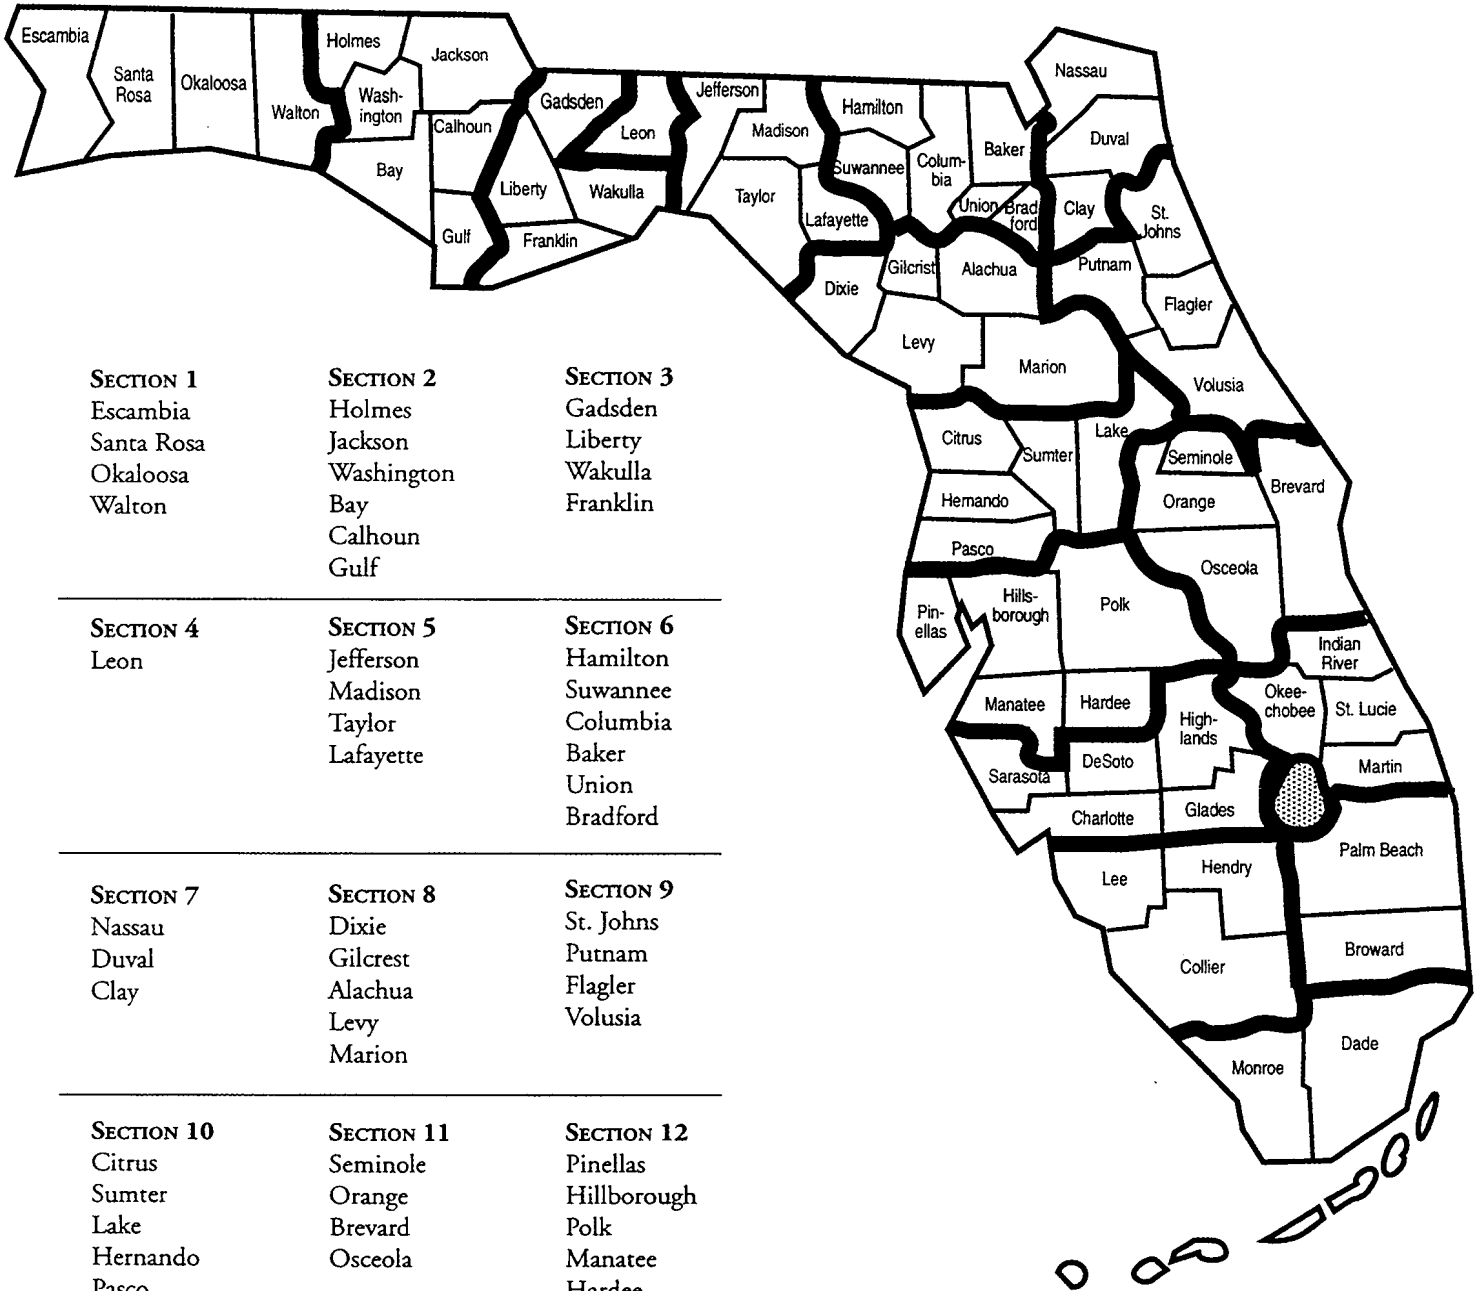 Escambia
Santa
Rosa
Okaloosa
Walton
Holmes
Wash-
ington
Jackson
Bay
Calhoun
Gulf
Gadsden
Liberty
Franklin
Leon
Wakulla
Jefferson
Madison
Taylor
Lafayette
Hamilton
Suwannee
Colum-
bia
Baker
Union
Brad
ford
Nassau
Duval
Clay
St.
Johns
Putnam
Flagler
Dixie
Gilcrist
Alachua
Levy
Marion
Volusia
Citrus
Sumter
Lake
Hernando
Pasco
Seminole
Orange
Brevard
Osceola
Pin-
ellas
Hills-
borough
Polk
Manatee
Hardee
Indian
River
Okee-
chobee
St. Lucie
High-
lands
Martin
Sarasota
DeSoto
Charlotte
Glades
Lee
Hendry
Palm Beach
Collier
Broward
Monroe
Dade
SECTION 1
Escambia
Santa Rosa
Okaloosa
Walton
SECTION 2
Holmes
Jackson
Washington
Bay
Calhoun
Gulf
SECTION 3
Gadsden
Liberty
Wakulla
Franklin
SECTION 4
Leon
SECTION 5
Jefferson
Madison
Taylor
Lafayette
SECTION 6
Hamilton
Suwannee
Columbia
Baker
Union
Bradford
SECTION 7
Nassau
Duval
Clay
SECTION 8
Dixie
Gilcrest
Alachua
Levy
Marion
SECTION 9
St. Johns
Putnam
Flagler
Volusia
SECTION 10
Citrus
Sumter
Lake
Hernando
Pasco
SECTION 11
Seminole
Orange
Brevard
Osceola
SECTION 12
Pinellas
Hillborough
Polk
Manatee
Hardee